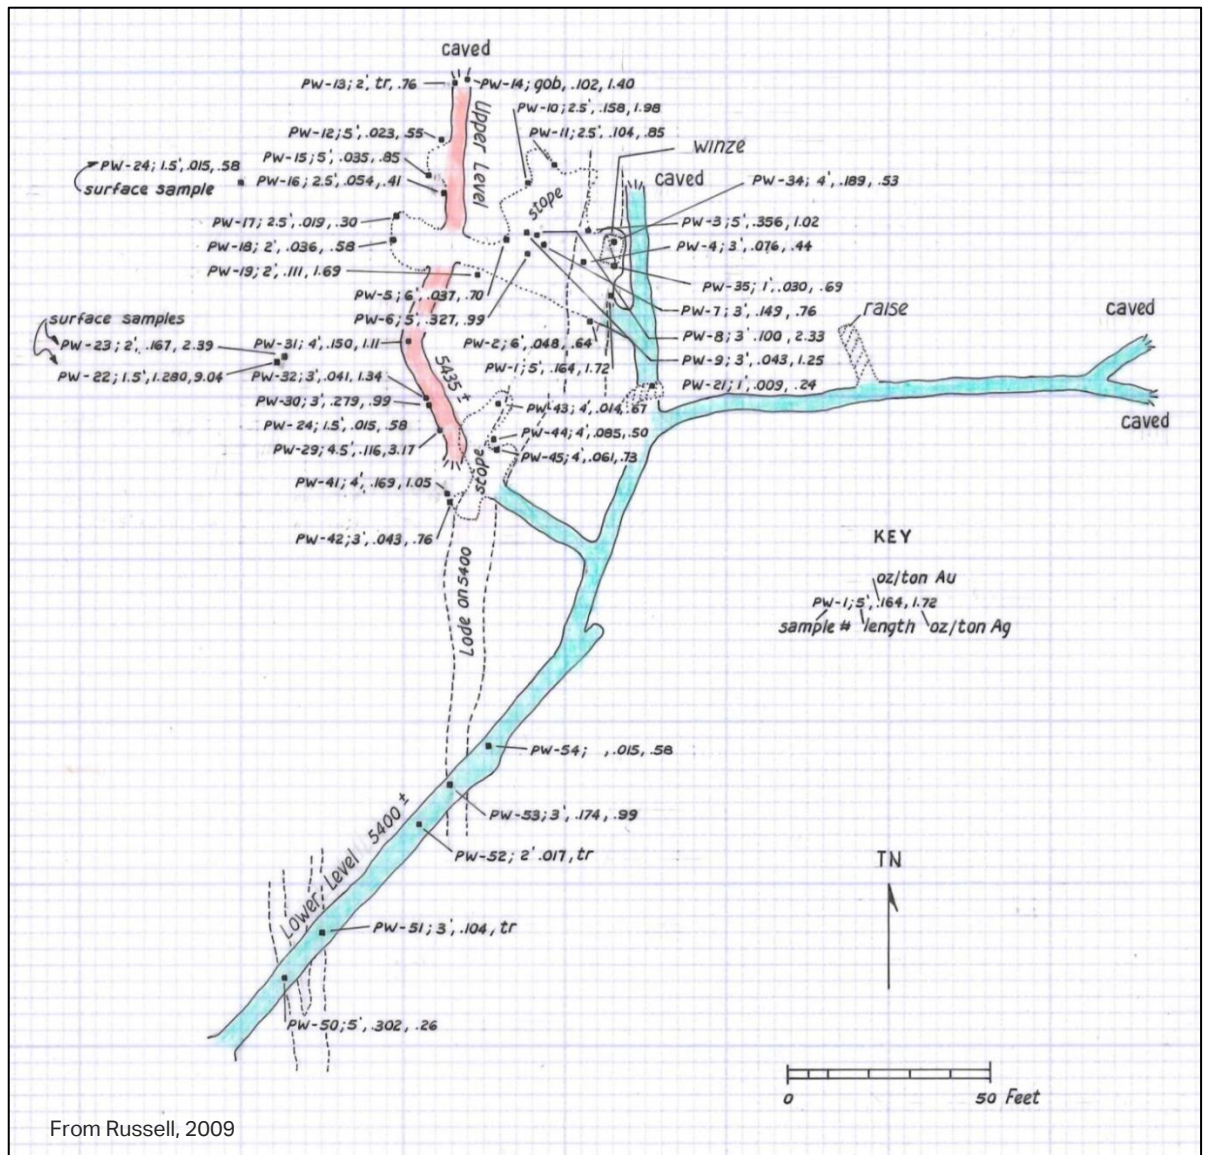 caved
PW-13; 2', tr, .76
PW-14; gob, .102, 1.40
PW-10; 2.5', .158, 1.98
PW-12; 5', .023, .55
Upper Level
PW-11; 2.5', .104, .85
winze
PW-15; 5', .035, .85
PW-24; 1.5', .015, .58
surface sample
PW-16; 2.5', .054, .41
caved
PW-34; 4', .189, .53
stope
PW-17; 2.5', .019, .30
PW-3; 5', .356, 1.02
PW-18; 2', .036, .58
PW-4; 3', .076, .44
PW-19; 2', .111, 1.69
PW-35; 1', .030, .69
PW-5; 6', .037, .70
PW-7; 3', .149, .76
raise
caved
PW-6; 5', .327, .99
surface samples
PW-23; 2', .167, 2.39
PW-31; 4', .150, 1.11
PW-2; 6', .048, .64
PW-8; 3' .100, 2.33
PW-9; 3', .043, 1.25
PW-1; 5', .164, 1.72
PW-22; 1.5', 1.280, 9.04
PW-32; 3', .041, 1.34
5435 ±
PW-21; 1', .009, .24
PW-30; 3', .279, .99
PW-43; 4', .014, .67
caved
PW-24; 1.5', .015, .58
PW-44; 4', .085, .50
PW-29; 4.5', .116, 3.17
PW-45; 4', .061, .73
stope
PW-41; 4', .169, 1.05
PW-42; 3', .043, .76
Lode on 5400
KEY
oz/ton Au
PW-1; 5', .164, 1.72
sample # length oz/ton Ag
PW-54; , .015, .58
PW-53; 3', .174, .99
Lower Level 5400 ±
PW-52; 2' .017, tr
TN
PW-51; 3', .104, tr
PW-50; 5', .302, .26
0 50 Feet
From Russell, 2009